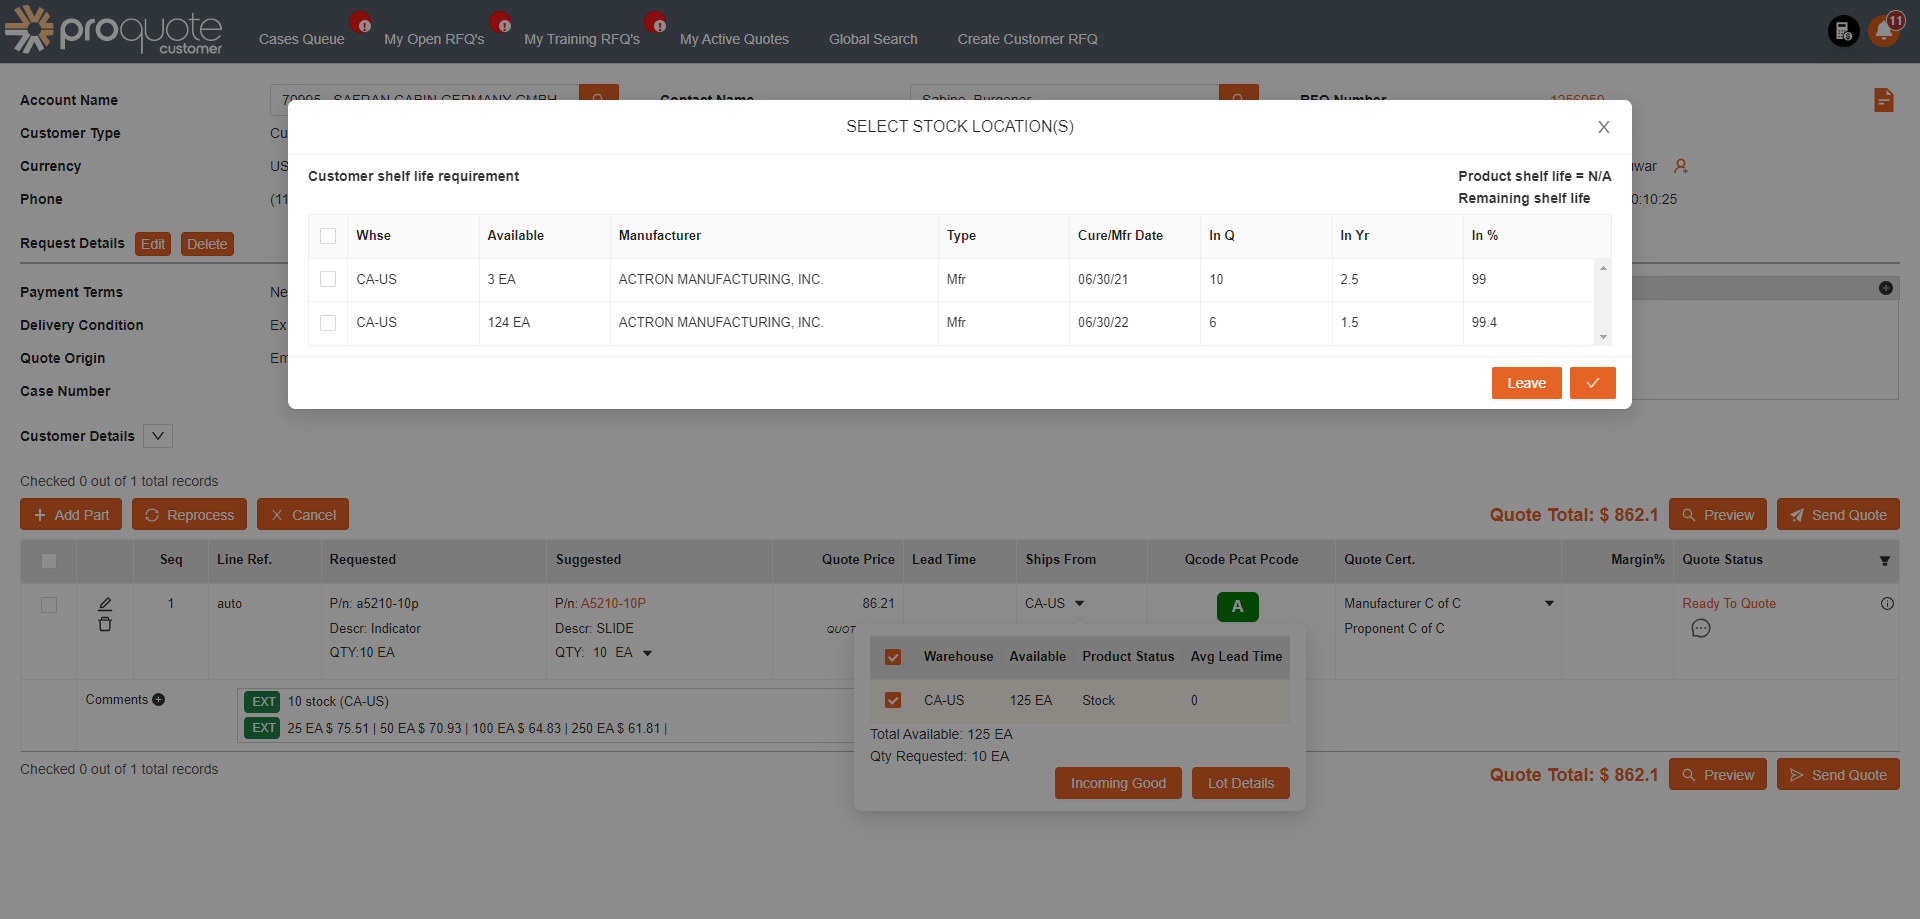 proquote
customer
Cases Queue
My Open RFQ's
My Training RFQ's
My Active Quotes
Global Search
Create Customer RFQ
11
Account Name
70995 - SAFRAN CABIN GERMANY GMBH
Contact Name
Sabine Burgener
RFQ Number
1256050
SELECT STOCK LOCATION(S)
Customer Type
Cu
Currency
US
war
Phone
(11
0:10:25
Customer shelf life requirement
Product shelf life = N/A
Remaining shelf life
Whse Available Manufacturer Type Cure/Mfr Date In Q In Yr In %
CA-US 3 EA ACTRON MANUFACTURING, INC. Mfr 06/30/21 10 2.5 99
CA-US 124 EA ACTRON MANUFACTURING, INC. Mfr 06/30/22 6 1.5 99.4
Leave
Request Details Edit Delete
Payment Terms
Ne
Delivery Condition
Ex
Quote Origin
Em
Case Number
Customer Details
Checked 0 out of 1 total records
Add Part Reprocess Cancel
Quote Total: $ 862.1 Preview Send Quote
Seq Line Ref. Requested Suggested Quote Price Lead Time Ships From Qcode Pcat Pcode Quote Cert. Margin% Quote Status
1 auto P/n: a5210-10p P/n: A5210-10P 86.21 CA-US A Manufacturer C of C Ready To Quote
Descr: Indicator Descr: SLIDE QUOT Proponent C of C
QTY:10 EA QTY: 10 EA
Warehouse Available Product Status Avg Lead Time
CA-US 125 EA Stock 0
Total Available: 125 EA
Qty Requested: 10 EA
Incoming Good Lot Details
Comments
EXT 10 stock (CA-US)
EXT 25 EA $ 75.51 | 50 EA $ 70.93 | 100 EA $ 64.83 | 250 EA $ 61.81 |
Checked 0 out of 1 total records
Quote Total: $ 862.1 Preview Send Quote